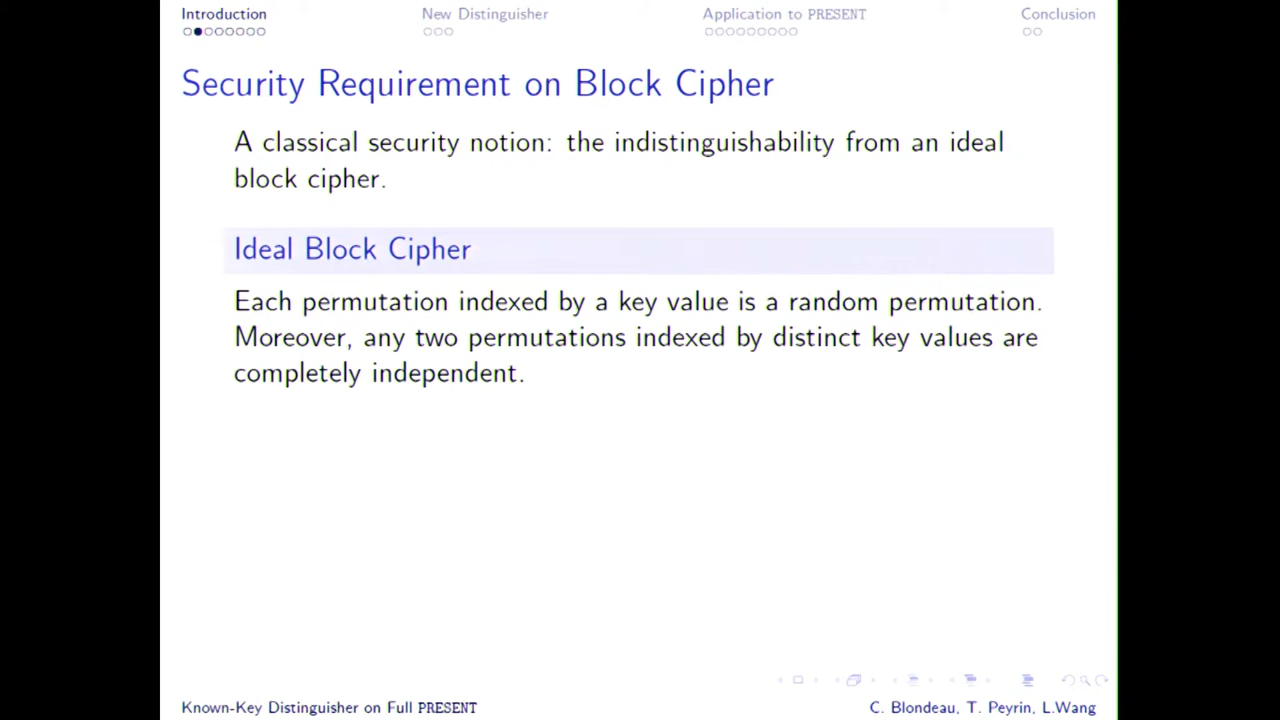 Introduction New Distinguisher Application to PRESENT Conclusion
Security Requirement on Block Cipher
A classical security notion: the indistinguishability from an ideal
block cipher.
Ideal Block Cipher
Each permutation indexed by a key value is a random permutation.
Moreover, any two permutations indexed by distinct key values are
completely independent.
Known-Key Distinguisher on Full PRESENT C. Blondeau, T. Peyrin, L.Wang